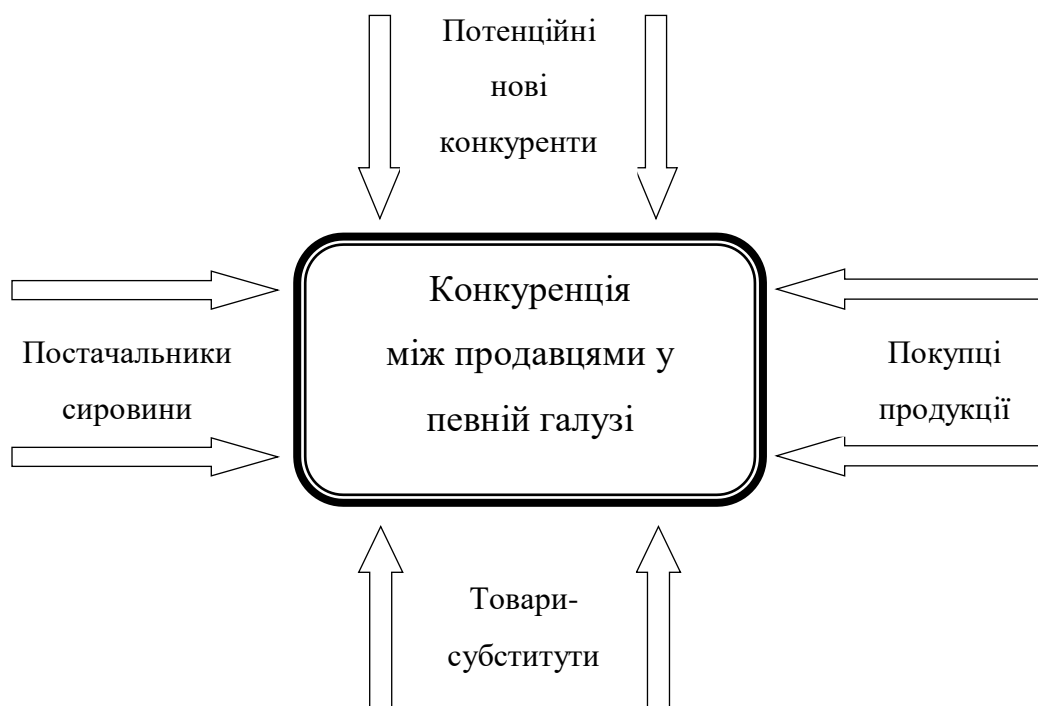 Потенційні
нові
конкуренти
Конкуренція
між продавцями у
певній галузі
Постачальники
сировини
Покупці
продукції
Товари-
субститути